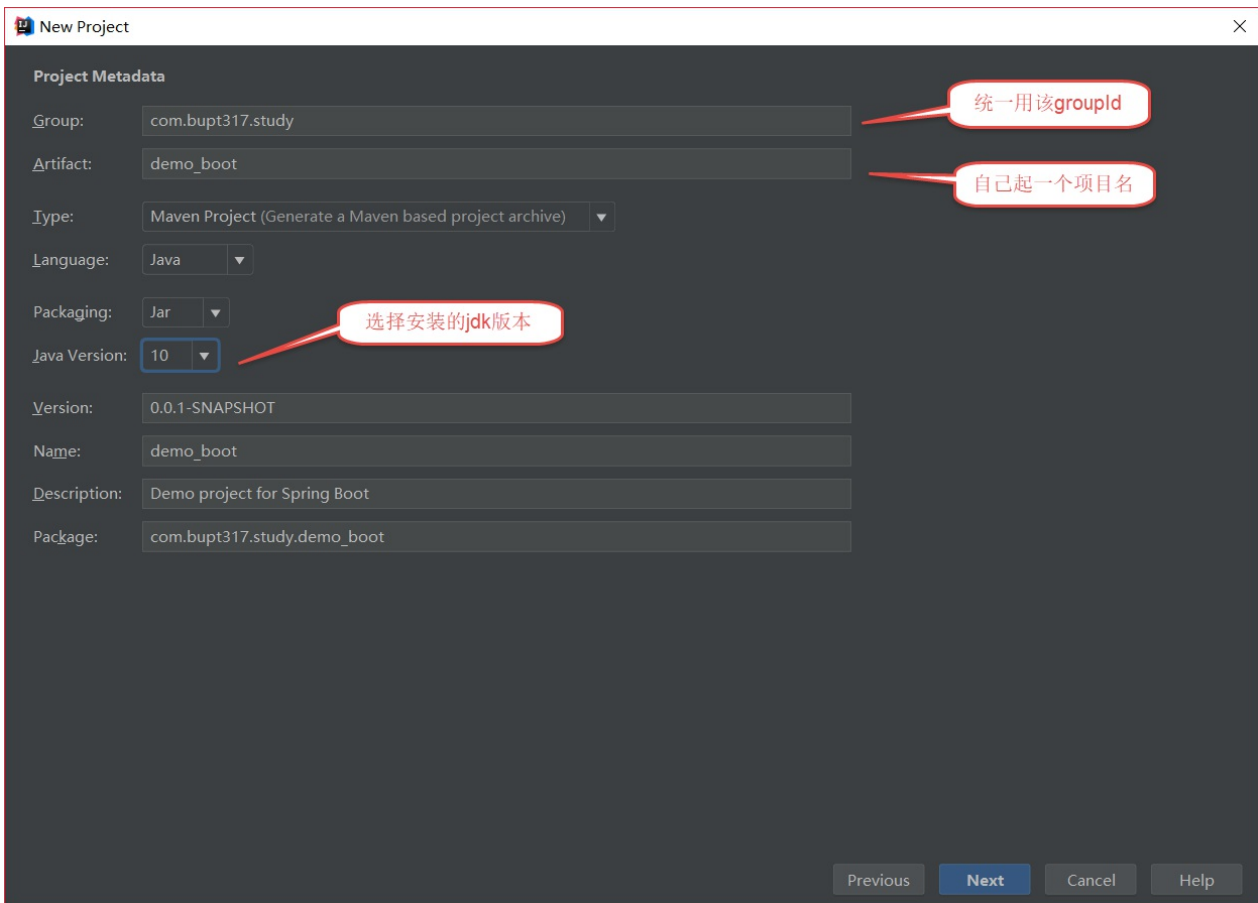 New Project
Project Metadata
Group: com.bupt317.study
统一用该groupId
Artifact: demo_boot
自己起一个项目名
Type: Maven Project (Generate a Maven based project archive)
Language: Java
Packaging: Jar
选择安装的jdk版本
Java Version: 10
Version: 0.0.1-SNAPSHOT
Name: demo_boot
Description: Demo project for Spring Boot
Package: com.bupt317.study.demo_boot
Previous Next Cancel Help